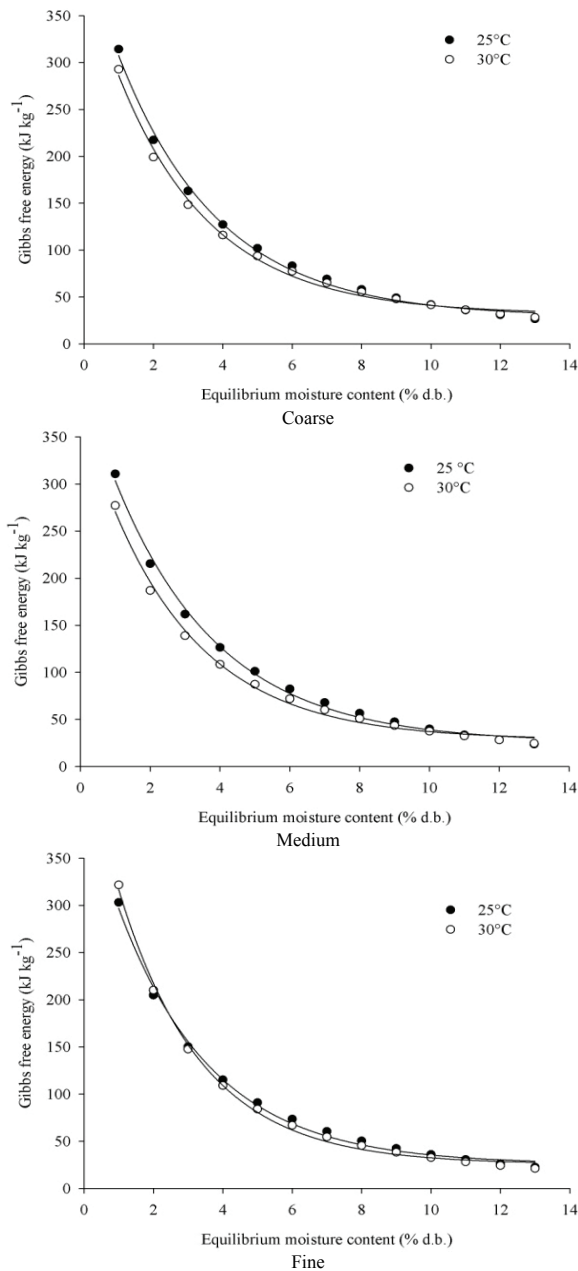 350
300
250
200
150
100
50
0
Gibbs free energy (kJ kg-1)
25°C
30°C
0 2 4 6 8 10 12 14
Equilibrium moisture content (% d.b.)
Coarse
350
300
250
200
150
100
50
0
Gibbs free energy (kJ kg-1)
25 °C
30°C
0 2 4 6 8 10 12 14
Equilibrium moisture content (% d.b.)
Medium
350
300
250
200
150
100
50
0
Gibbs free energy (kJ kg-1)
25°C
30°C
0 2 4 6 8 10 12 14
Equilibrium moisture content (% d.b.)
Fine